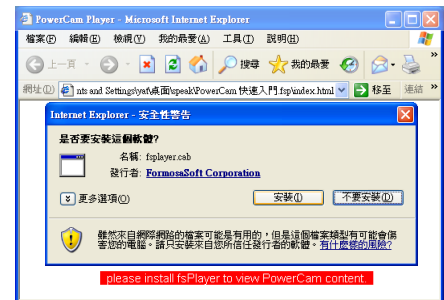 PowerCam Player - Microsoft Internet Explorer
檔案(F) 編輯(E) 檢視(V) 我的最愛(A) 工具(T) 說明(H)
上一頁 搜尋 我的最愛
網址(D) nts and Settings\yaf\桌面\speak\PowerCam 快速入門.fsp\index.html 移至 連結 »
Internet Explorer - 安全性警告
是否要安裝這個軟體?
名稱: fsplayer.cab
發行者: FormosaSoft Corporation
更多選項(O) 安裝(I) 不要安裝(D)
雖然來自網際網路的檔案可能是有用的，但是這個檔案類型有可能會傷
害您的電腦。請只安裝來自您所信任發行者的軟體。有什麼樣的風險?
please install fsPlayer to view PowerCam content.